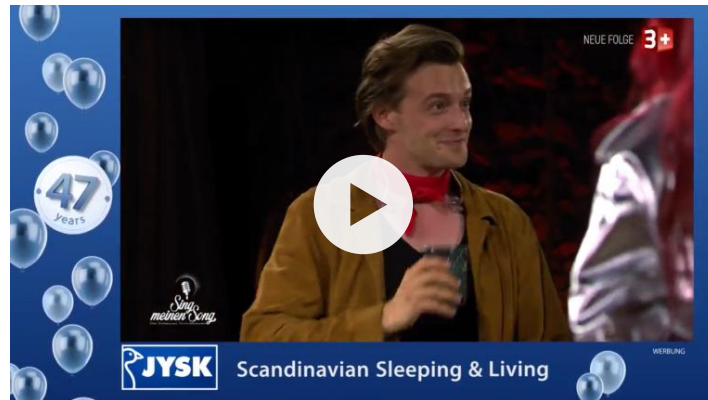 NEUE FOLGE 3+
47
years
Sing
meinen Song
WERBUNG
JYSK Scandinavian Sleeping & Living